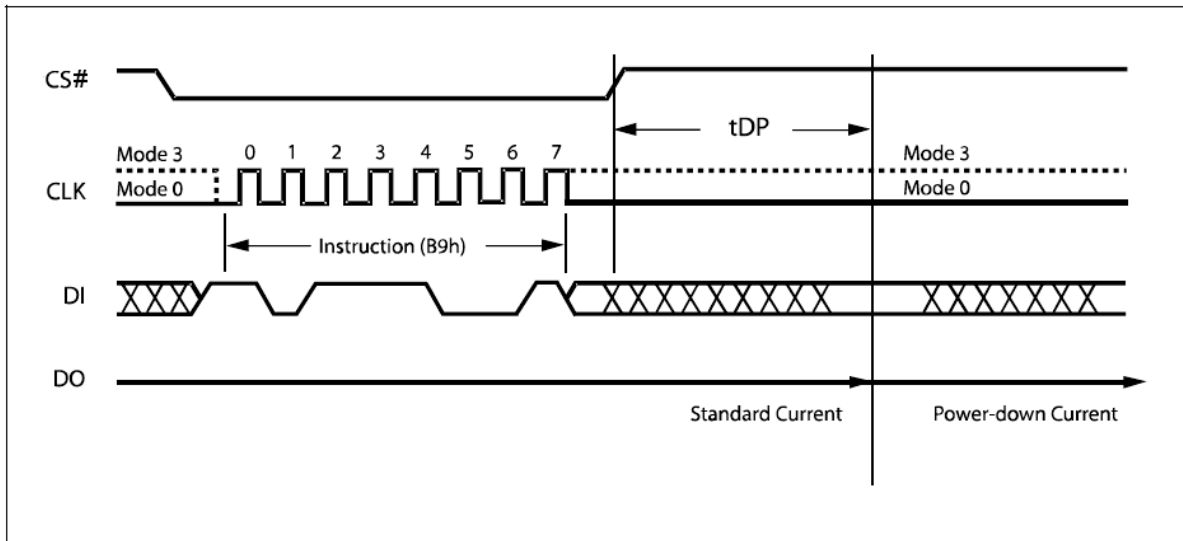 CS#
tDP
Mode 3
0 1 2 3 4 5 6 7
Mode 3
CLK
Mode 0
Mode 0
Instruction (B9h)
DI
DO
Standard Current
Power-down Current